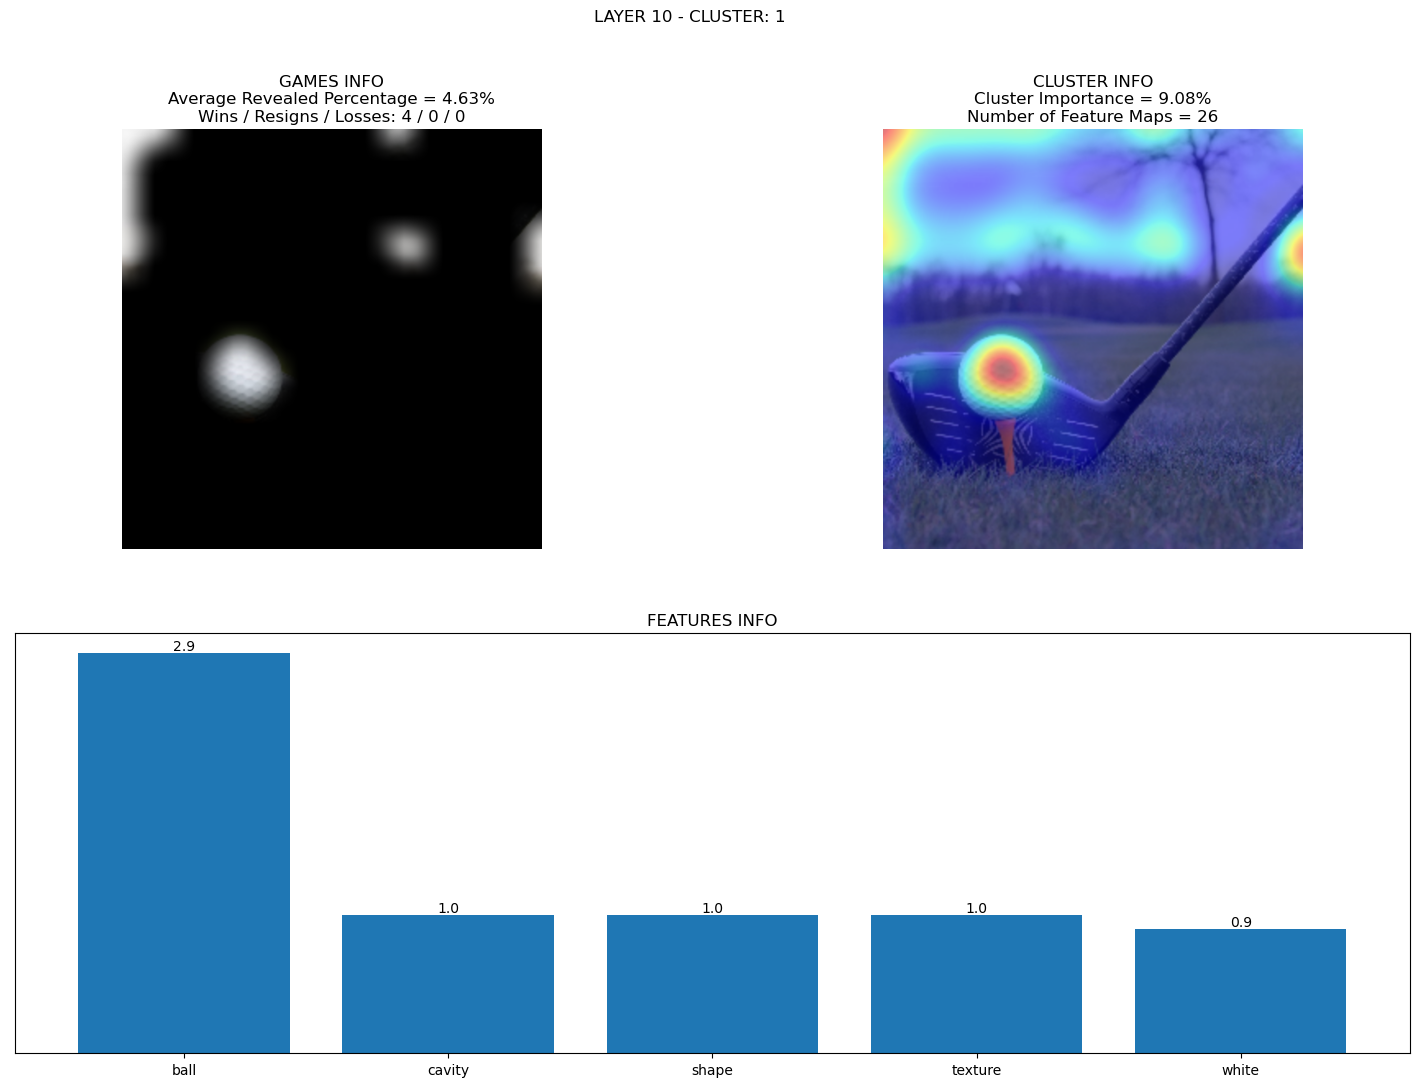 LAYER 10 - CLUSTER: 1
GAMES INFO
Average Revealed Percentage = 4.63%
Wins / Resigns / Losses: 4 / 0 / 0
CLUSTER INFO
Cluster Importance = 9.08%
Number of Feature Maps = 26
FEATURES INFO
2.9
1.0
1.0
1.0
0.9
ball
cavity
shape
texture
white